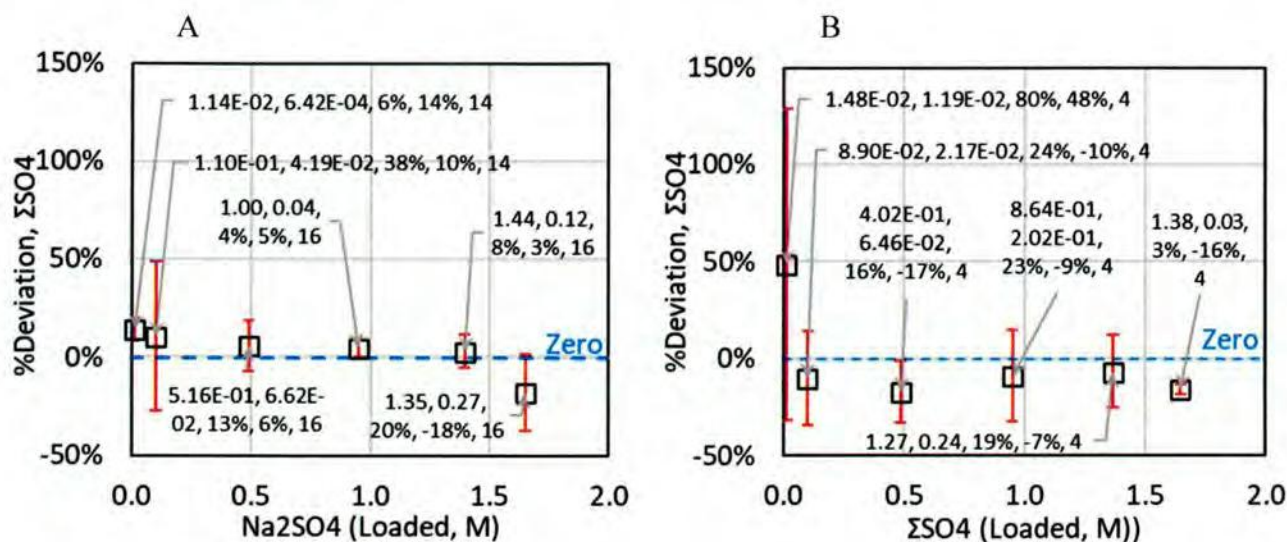 A
150%
100%
50%
0%
-50%
%Deviation, ΣSO4
1.14E-02, 6.42E-04, 6%, 14%, 14
1.10E-01, 4.19E-02, 38%, 10%, 14
1.00, 0.04,
4%, 5%, 16
1.44, 0.12,
8%, 3%, 16
Zero
5.16E-01, 6.62E-
02, 13%, 6%, 16
1.35, 0.27,
20%, -18%, 16
0.0 0.5 1.0 1.5 2.0
Na2SO4 (Loaded, M)
B
150%
100%
50%
0%
-50%
%Deviation, ΣSO4
1.48E-02, 1.19E-02, 80%, 48%, 4
8.90E-02, 2.17E-02, 24%, -10%, 4
4.02E-01,
6.46E-02,
16%, -17%, 4
8.64E-01,
2.02E-01,
23%, -9%, 4
1.38, 0.03,
3%, -16%,
4
Zero
1.27, 0.24, 19%, -7%, 4
0.0 0.5 1.0 1.5 2.0
ΣSO4 (Loaded, M))